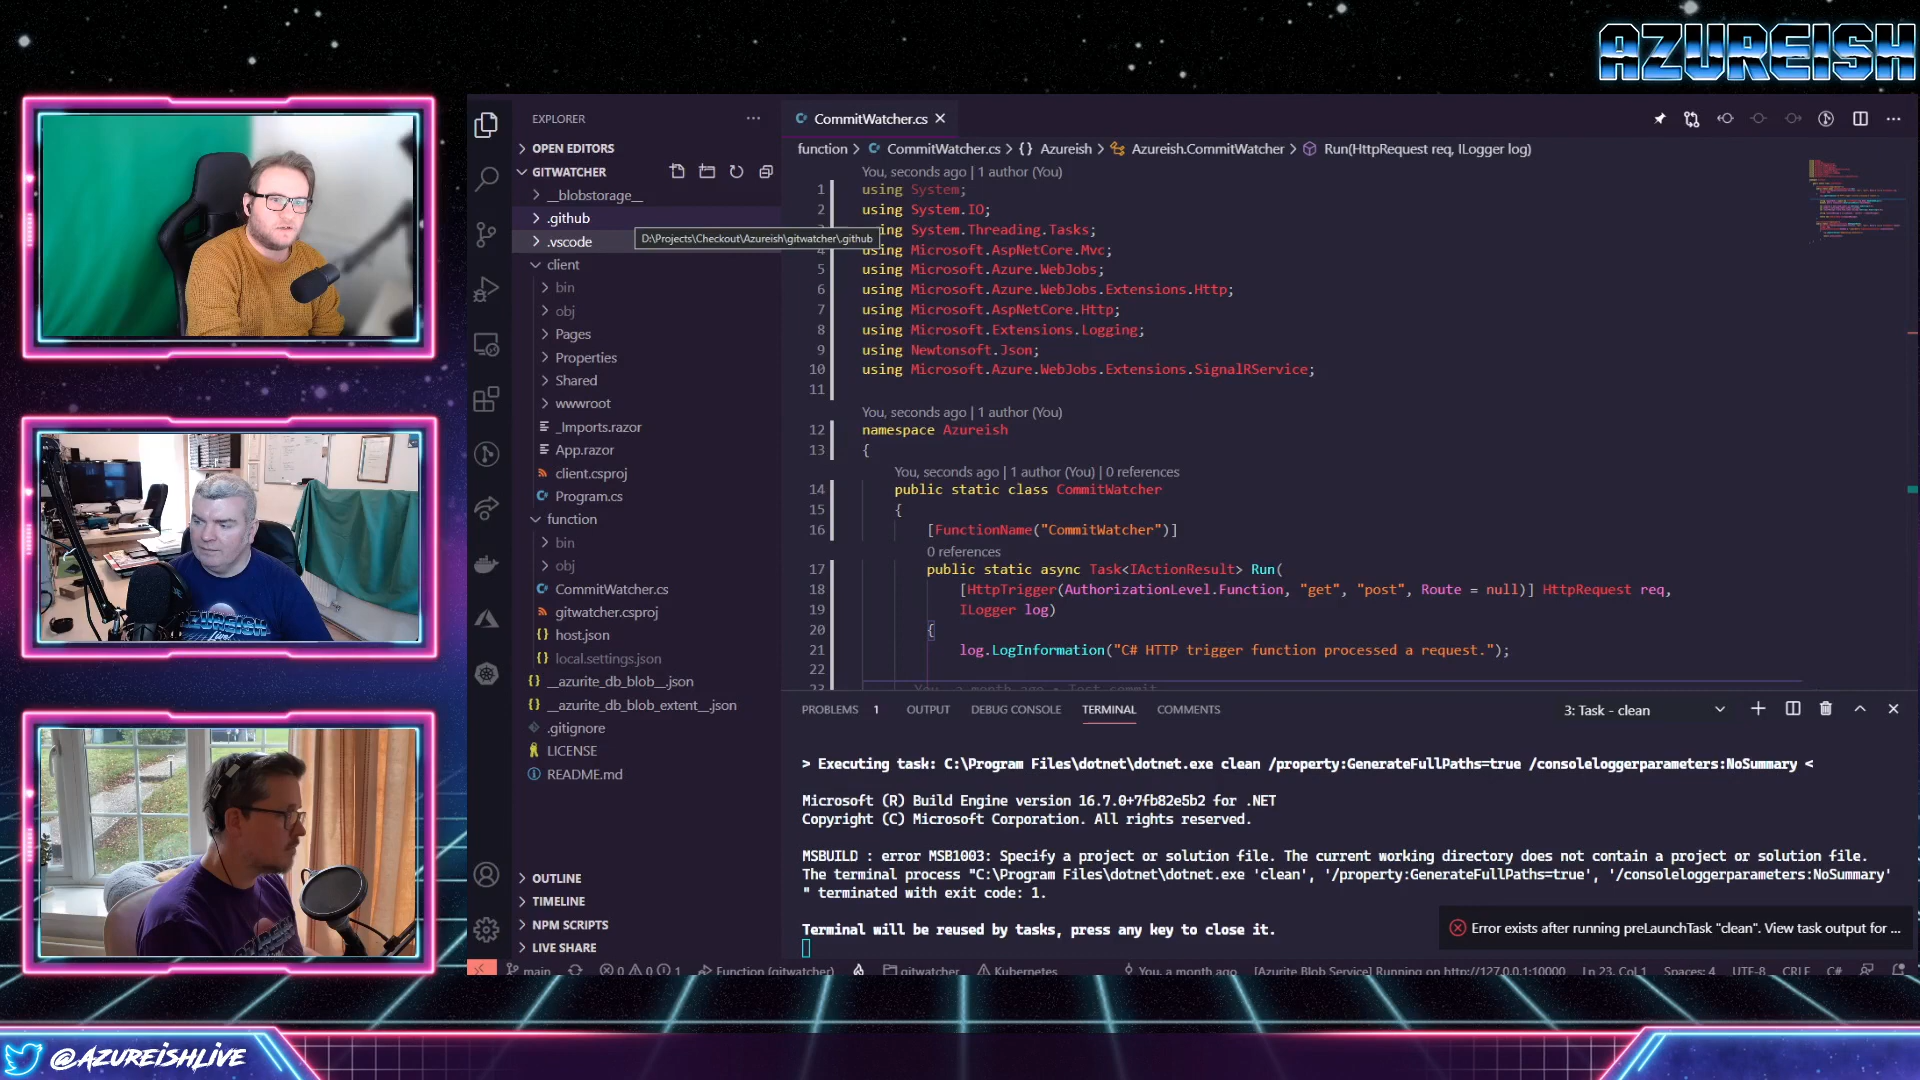 AZUREISH
EXPLORER
OPEN EDITORS
GITWATCHER
__blobstorage__
.github
.vscode
D:\Projects\Checkout\Azureish\gitwatcher\.github
client
bin
obj
Pages
Properties
Shared
wwwroot
_Imports.razor
App.razor
client.csproj
Program.cs
function
bin
obj
CommitWatcher.cs
gitwatcher.csproj
host.json
local.settings.json
__azurite_db_blob__.json
__azurite_db_blob_extent__.json
.gitignore
LICENSE
README.md
OUTLINE
TIMELINE
NPM SCRIPTS
LIVE SHARE
CommitWatcher.cs
function > CommitWatcher.cs > {} Azureish > Azureish.CommitWatcher > Run(HttpRequest req, ILogger log)
You, seconds ago | 1 author (You)
1 using System;
2 using System.IO;
3 using System.Threading.Tasks;
4 using Microsoft.AspNetCore.Mvc;
5 using Microsoft.Azure.WebJobs;
6 using Microsoft.Azure.WebJobs.Extensions.Http;
7 using Microsoft.AspNetCore.Http;
8 using Microsoft.Extensions.Logging;
9 using Newtonsoft.Json;
10 using Microsoft.Azure.WebJobs.Extensions.SignalRService;
11
You, seconds ago | 1 author (You)
12 namespace Azureish
13 {
You, seconds ago | 1 author (You) | 0 references
14 public static class CommitWatcher
15 {
16 [FunctionName("CommitWatcher")]
0 references
17 public static async Task<IActionResult> Run(
18 [HttpTrigger(AuthorizationLevel.Function, "get", "post", Route = null)] HttpRequest req,
19 ILogger log)
20 {
21 log.LogInformation("C# HTTP trigger function processed a request.");
22
23 You, a month ago • Test commit
PROBLEMS 1 OUTPUT DEBUG CONSOLE TERMINAL COMMENTS 3: Task - clean
> Executing task: C:\Program Files\dotnet\dotnet.exe clean /property:GenerateFullPaths=true /consoleloggerparameters:NoSummary <
Microsoft (R) Build Engine version 16.7.0+7fb82e5b2 for .NET
Copyright (C) Microsoft Corporation. All rights reserved.
MSBUILD : error MSB1003: Specify a project or solution file. The current working directory does not contain a project or solution file.
The terminal process "C:\Program Files\dotnet\dotnet.exe 'clean', '/property:GenerateFullPaths=true', '/consoleloggerparameters:NoSummary'
" terminated with exit code: 1.
Terminal will be reused by tasks, press any key to close it.
Error exists after running preLaunchTask "clean". View task output for ...
main 0 0 1 Function (gitwatcher) gitwatcher Kubernetes You, a month ago [Azurite Blob Service] Running on http://127.0.0.1:10000 Ln 23, Col 1 Spaces: 4 UTF-8 CRLF C#
AZUREISH
Live!
@AZUREISHLIVE